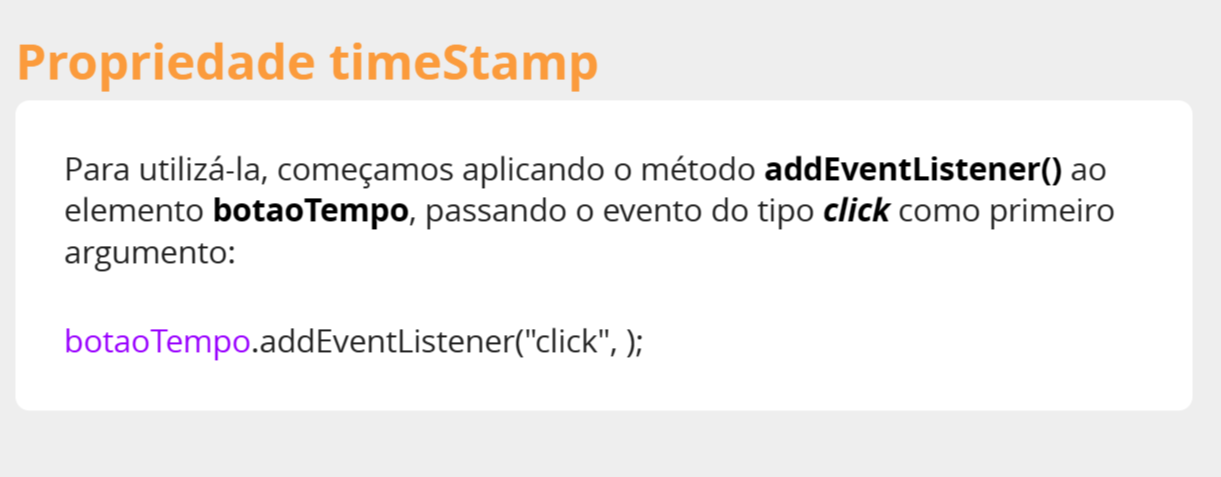 Propriedade timeStamp
Para utilizá-la, começamos aplicando o método addEventListener() ao
elemento botaoTempo, passando o evento do tipo click como primeiro
argumento:
botaoTempo.addEventListener("click", );